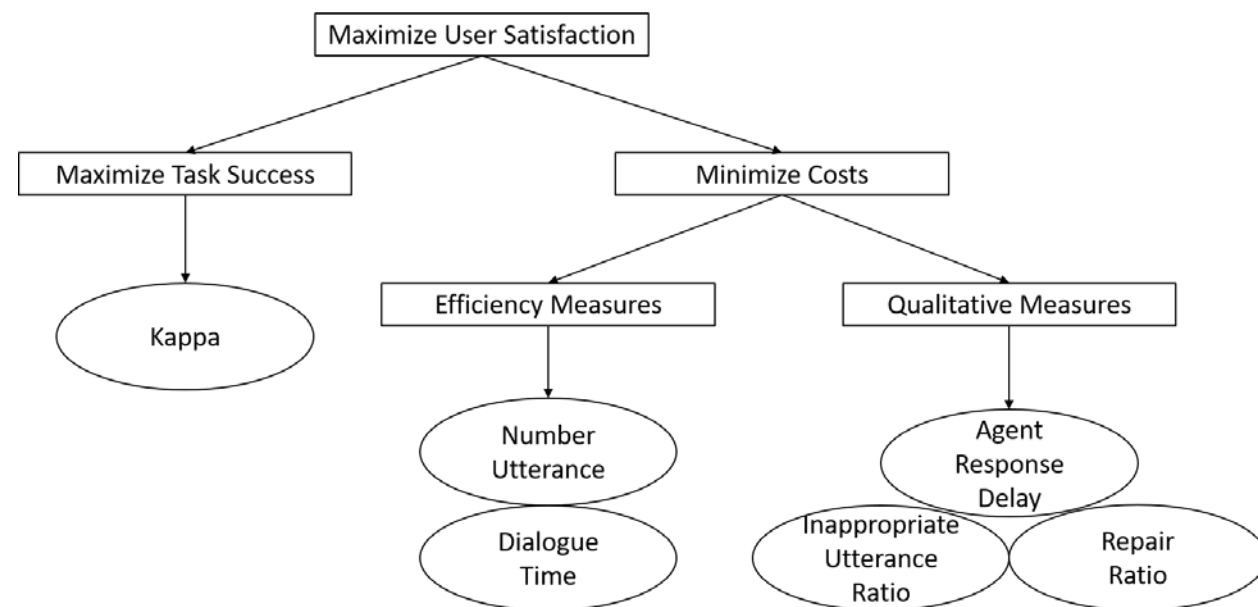 Maximize User Satisfaction
Maximize Task Success
Minimize Costs
Efficiency Measures
Qualitative Measures
Kappa
Number
Utterance
Agent
Response
Delay
Dialogue
Time
Inappropriate
Utterance
Ratio
Repair
Ratio